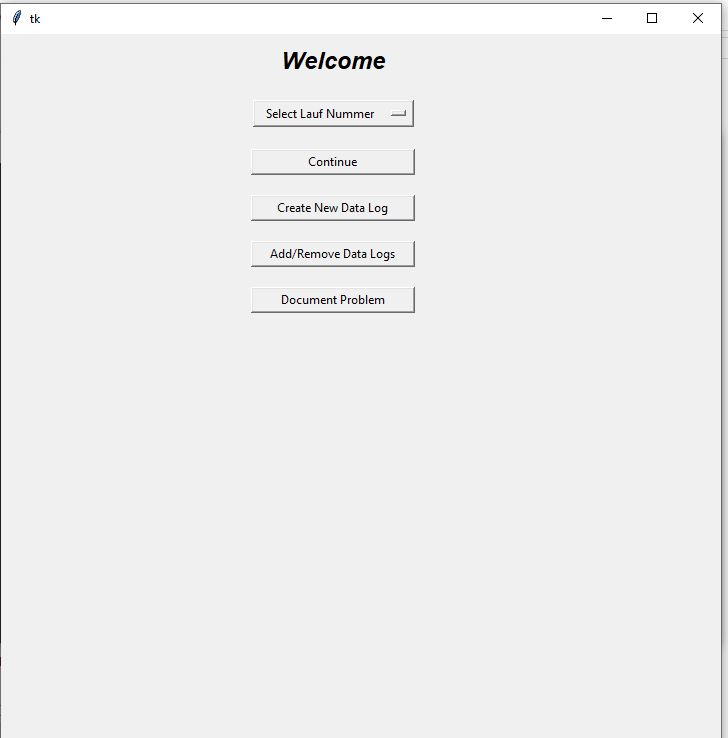 tk
Welcome
Select Lauf Nummer
Continue
Create New Data Log
Add/Remove Data Logs
Document Problem